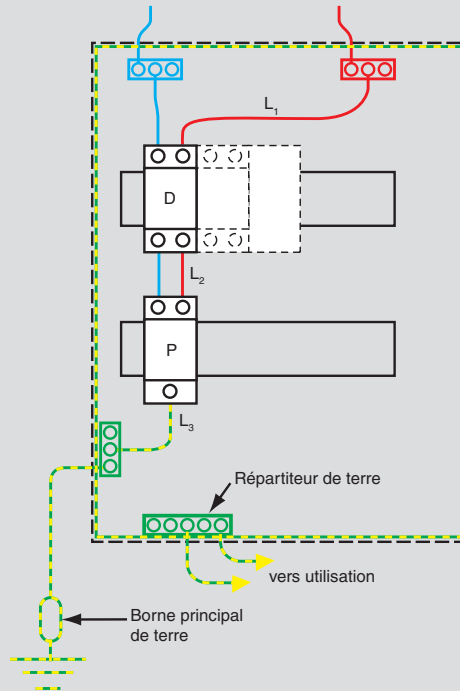 L₁
D
L₂
P
L₃
Répartiteur de terre
vers utilisation
Borne principal
de terre